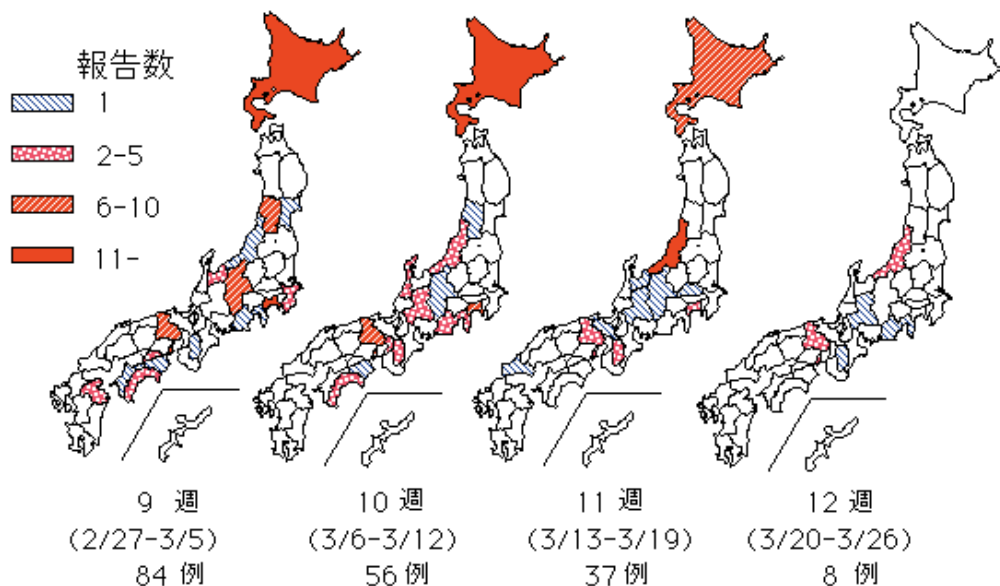 報告数
1
2-5
6-10
11-
9 週
(2/27-3/5)
84 例
10 週
(3/6-3/12)
56 例
11 週
(3/13-3/19)
37 例
12 週
(3/20-3/26)
8 例